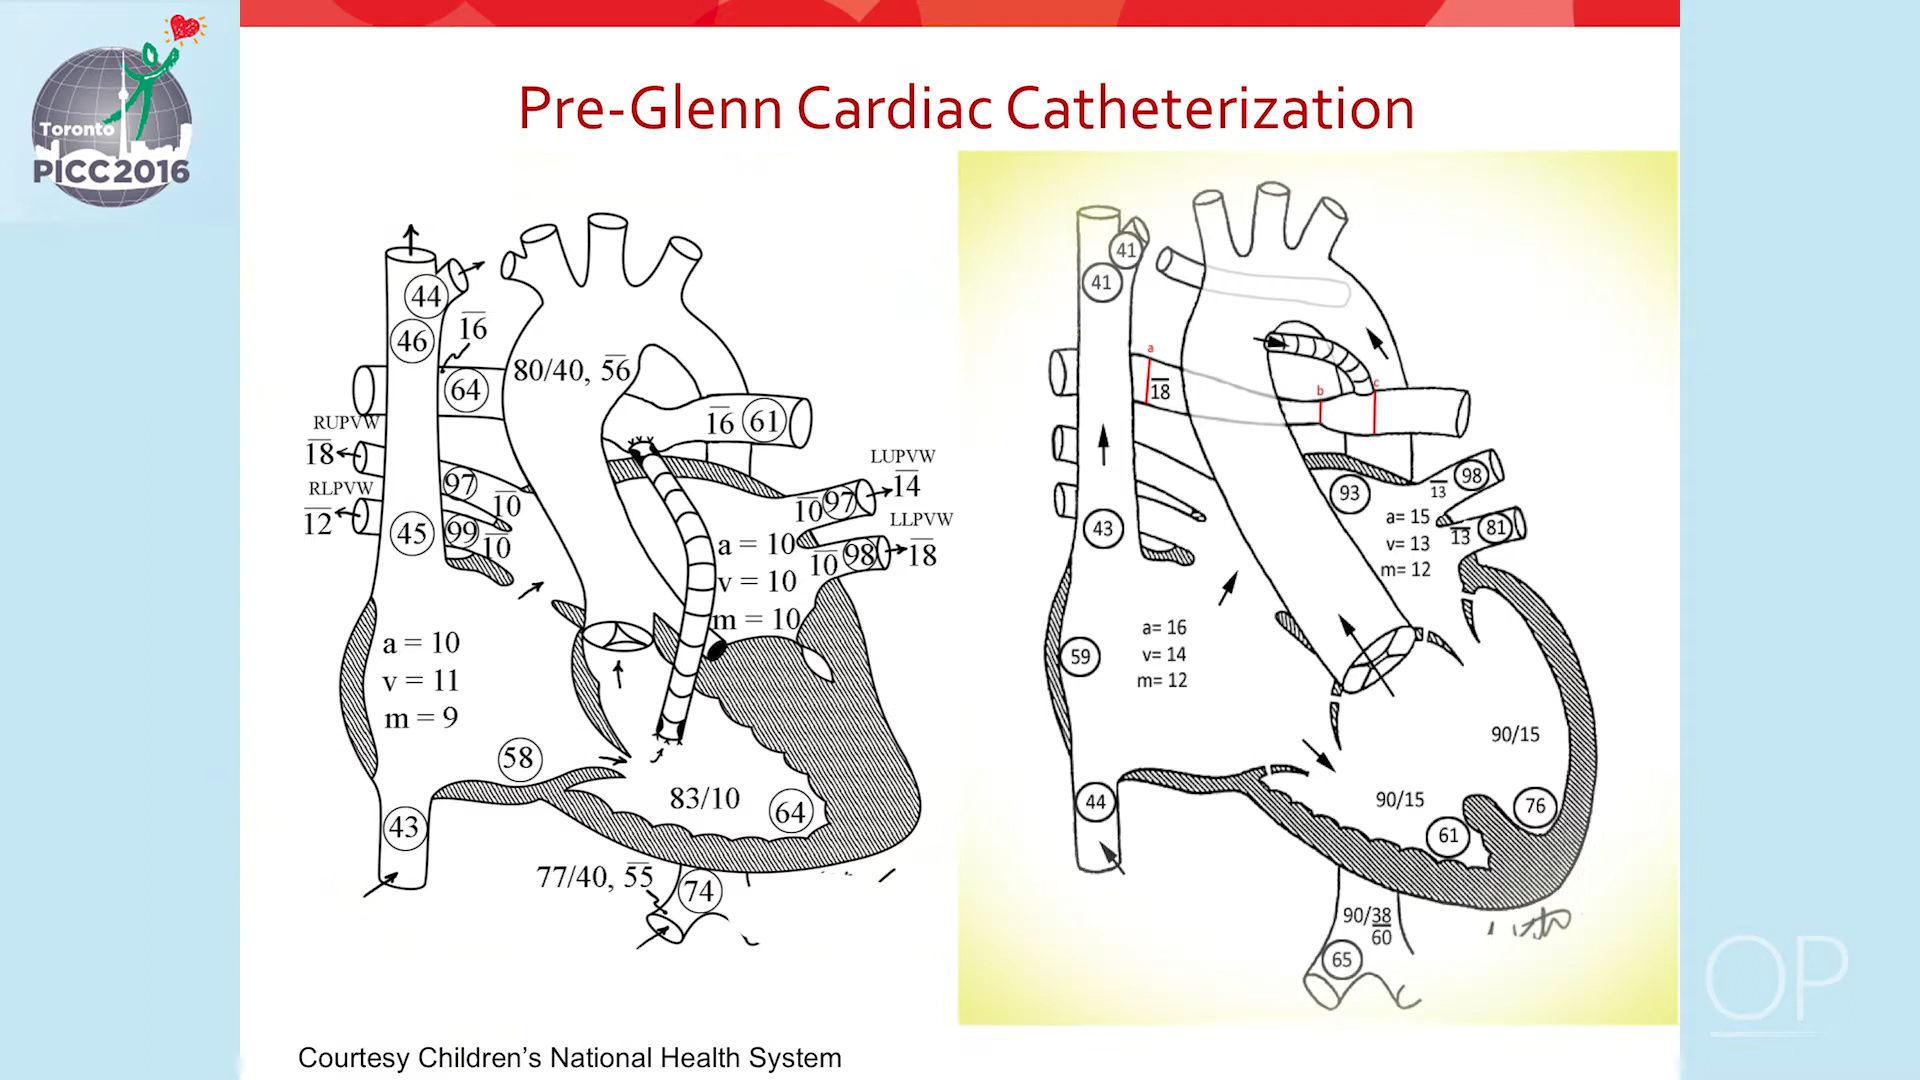 Toronto
PICC2016
Pre-Glenn Cardiac Catheterization
44
46
16
64
80/40, 56
16 61
RUPVW
18
RLPVW
12
97
10
45
99
10
LUPVW
14
10 97
LLPVW
18
10 98
a = 10
v = 10
m = 10
a = 10
v = 11
m = 9
58
83/10
64
43
77/40, 55
74
41
41
a
18
b
c
98
93
13
a= 15
v= 13
m= 12
13
81
43
59
a= 16
v= 14
m= 12
90/15
90/15
76
61
44
90/38
60
65
Courtesy Children's National Health System
OP